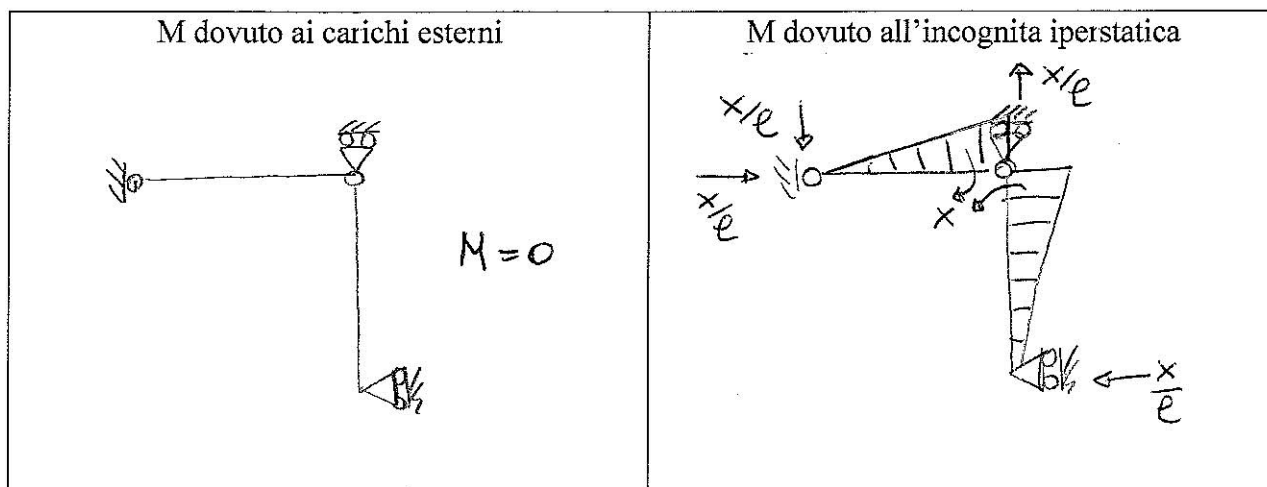 M dovuto ai carichi esterni
M = 0
M dovuto all'incognita iperstatica
X/l
X/l
X/l
X
X/l